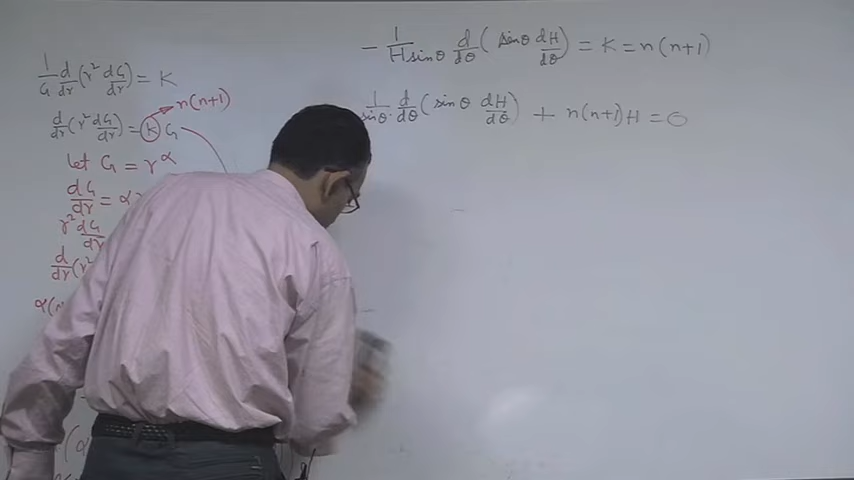 1/G d/dr (r² dG/dr) = K
d/dr (r² dG/dr) = K G → n(n+1)
let G = r^α
dG/dr = α
r² dG/dr
d/dr (r²
α(
- 1/(H sinθ) d/dθ ( sinθ dH/dθ ) = K = n(n+1)
1/sinθ · d/dθ ( sinθ dH/dθ ) + n(n+1)H = 0